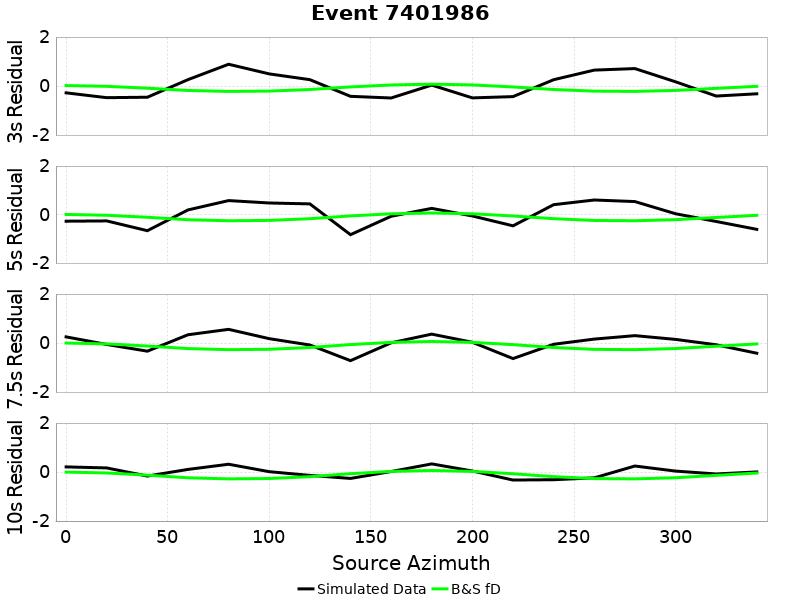 Event 7401986
3s Residual
2
0
-2
5s Residual
2
0
-2
7.5s Residual
2
0
-2
10s Residual
2
0
-2
0 50 100 150 200 250 300
Source Azimuth
Simulated Data B&S fD